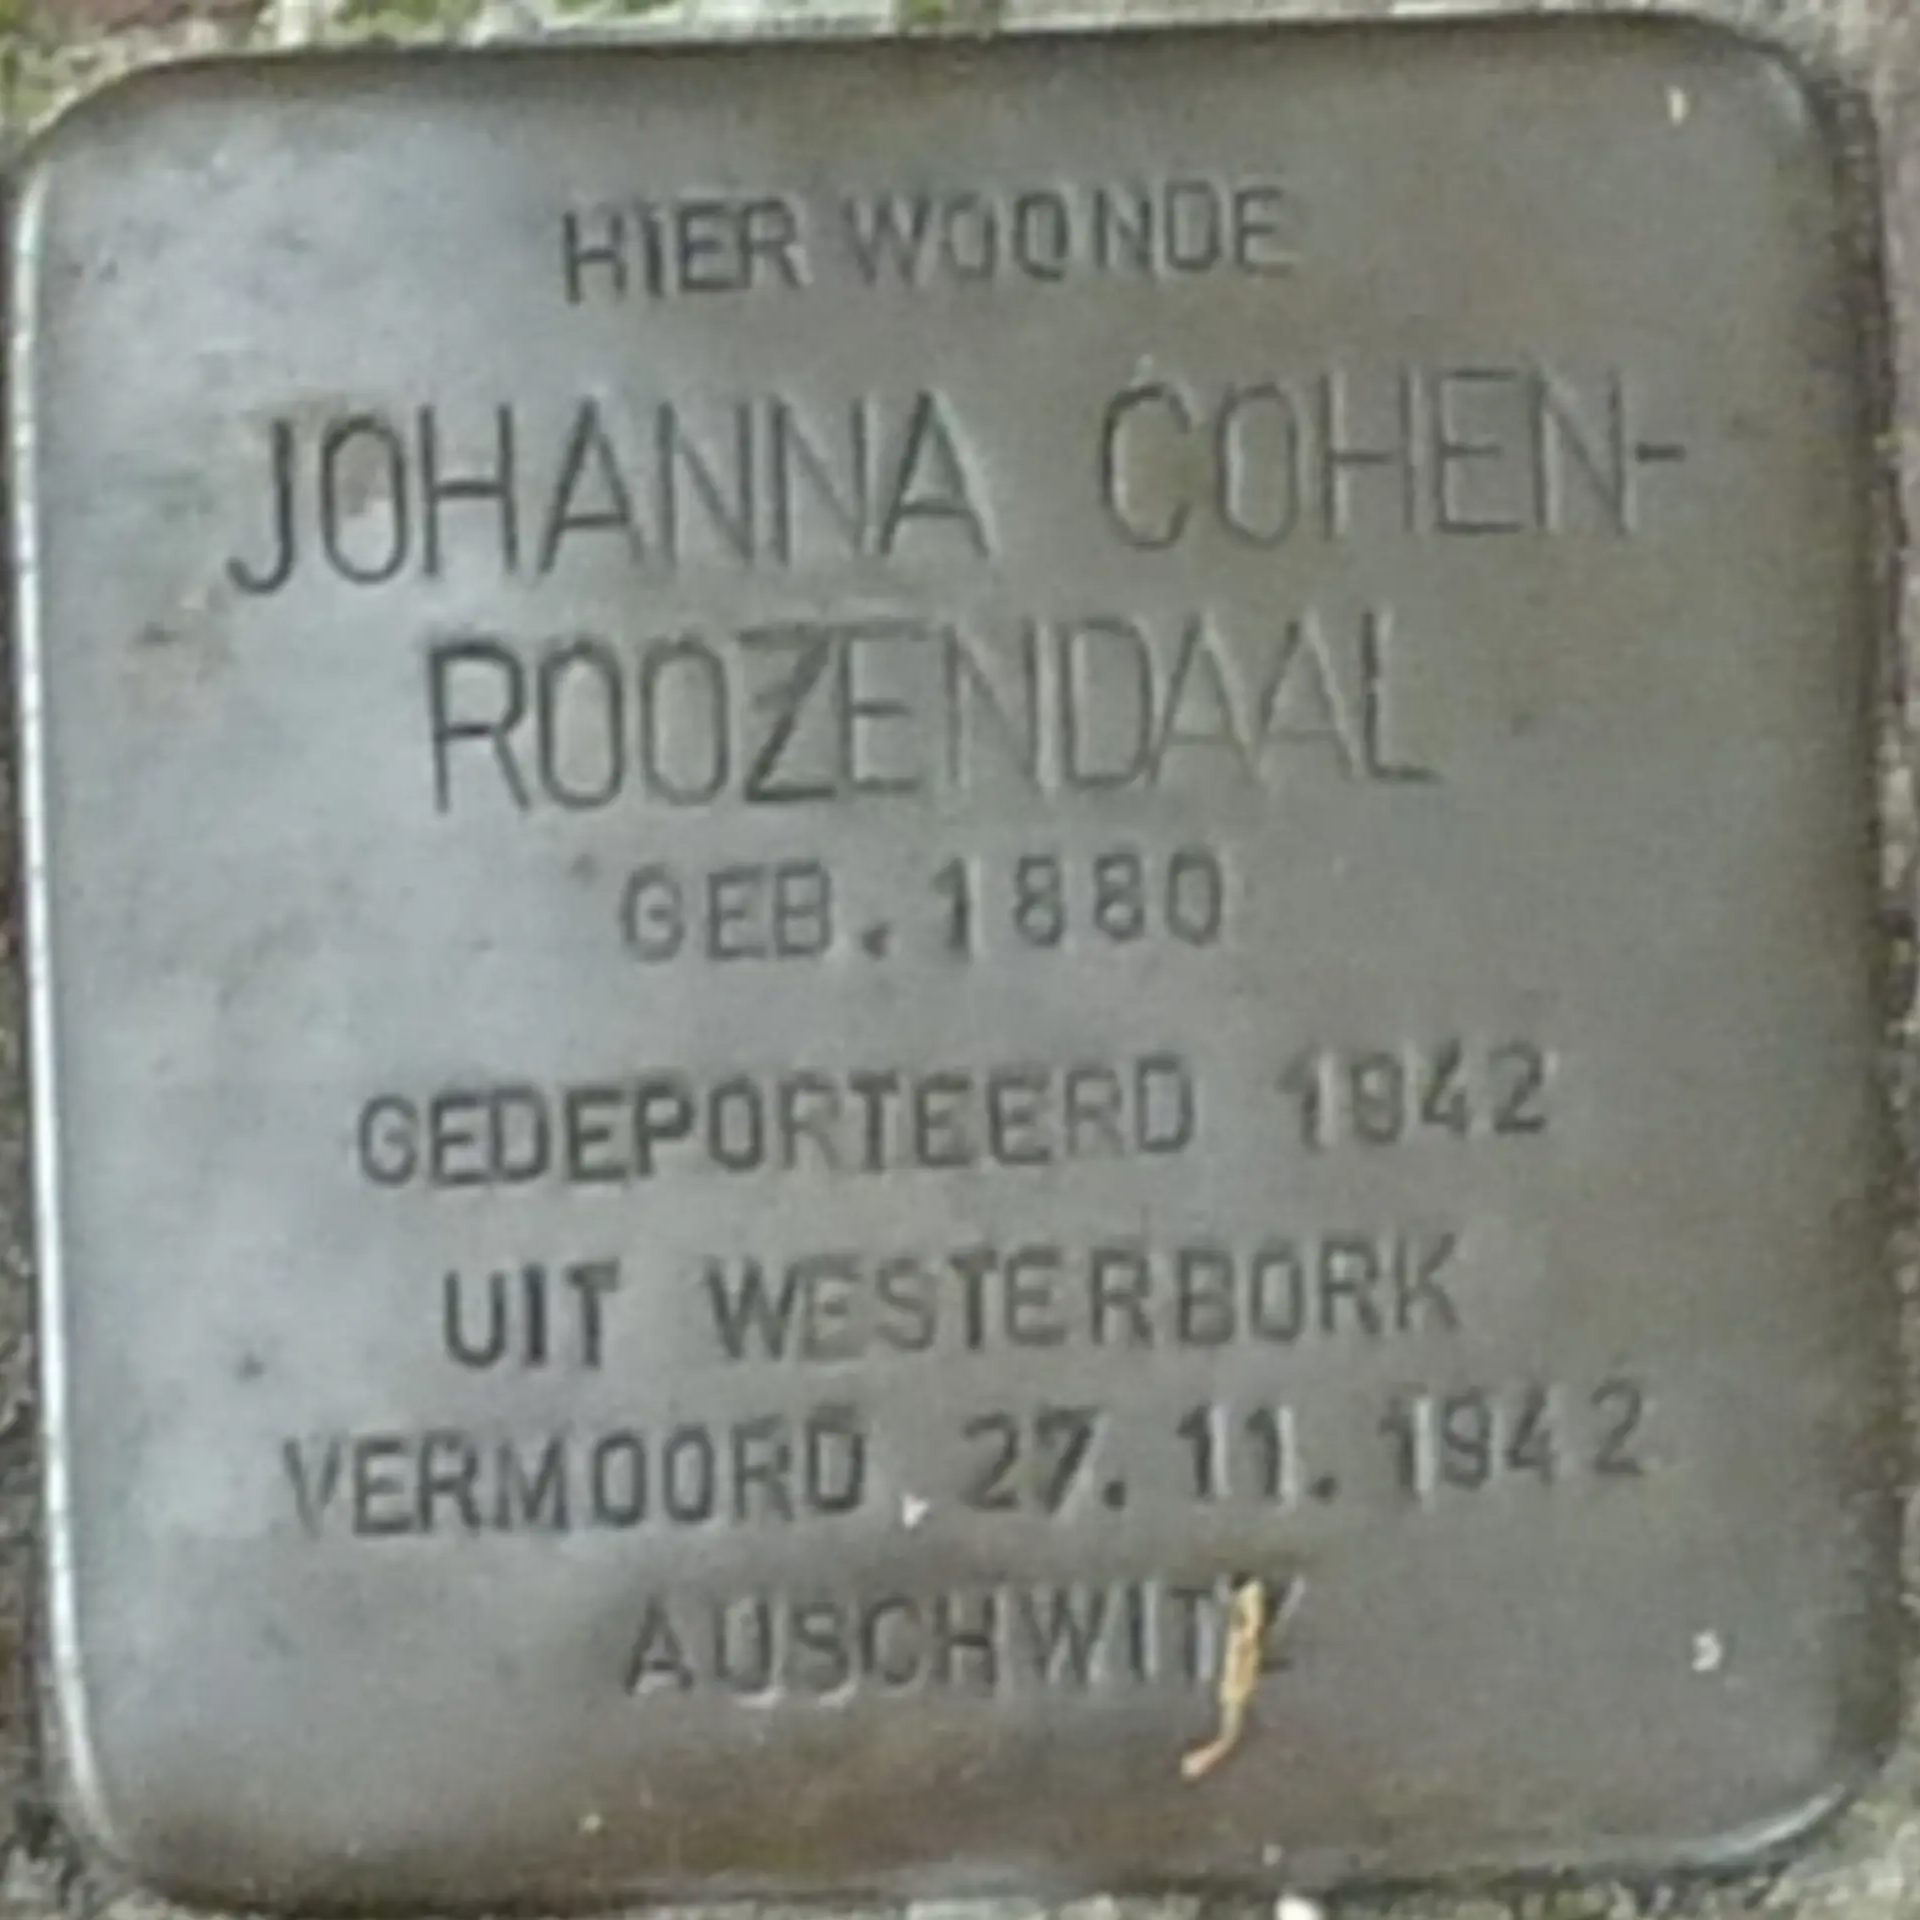 HIER WOONDE
JOHANNA COHEN-
ROOZENDAAL
GEB. 1880
GEDEPORTEERD 1942
UIT WESTERBORK
VERMOORD 27.11.1942
AUSCHWITZ